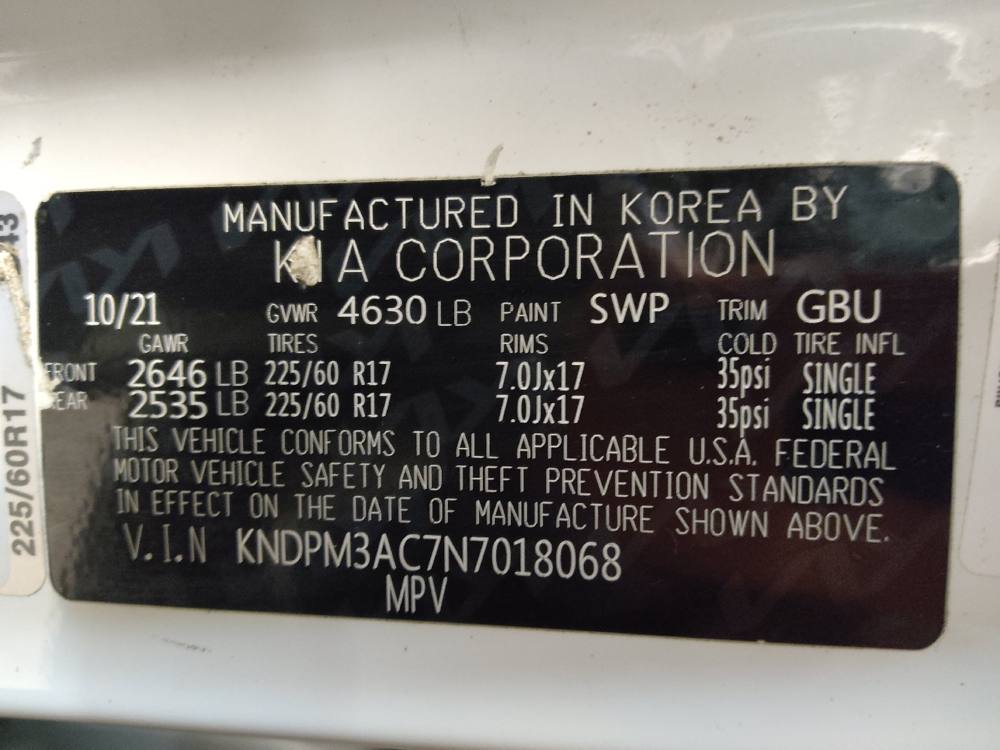 MANUFACTURED IN KOREA BY
KIA CORPORATION
10/21 GVWR 4630 LB PAINT SWP TRIM GBU
GAWR TIRES RIMS COLD TIRE INFL
FRONT 2646 LB 225/60 R17 7.0Jx17 35psi SINGLE
REAR 2535 LB 225/60 R17 7.0Jx17 35psi SINGLE
THIS VEHICLE CONFORMS TO ALL APPLICABLE U.S.A. FEDERAL
MOTOR VEHICLE SAFETY AND THEFT PREVENTION STANDARDS
IN EFFECT ON THE DATE OF MANUFACTURE SHOWN ABOVE.
V.I.N KNDPM3AC7N7018068
MPV
225/60R17